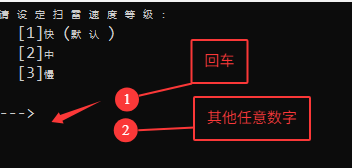 请设定扫雷速度等级：
[1]快（默认）
[2]中
[3]慢
--->
回车
1
2
其他任意数字